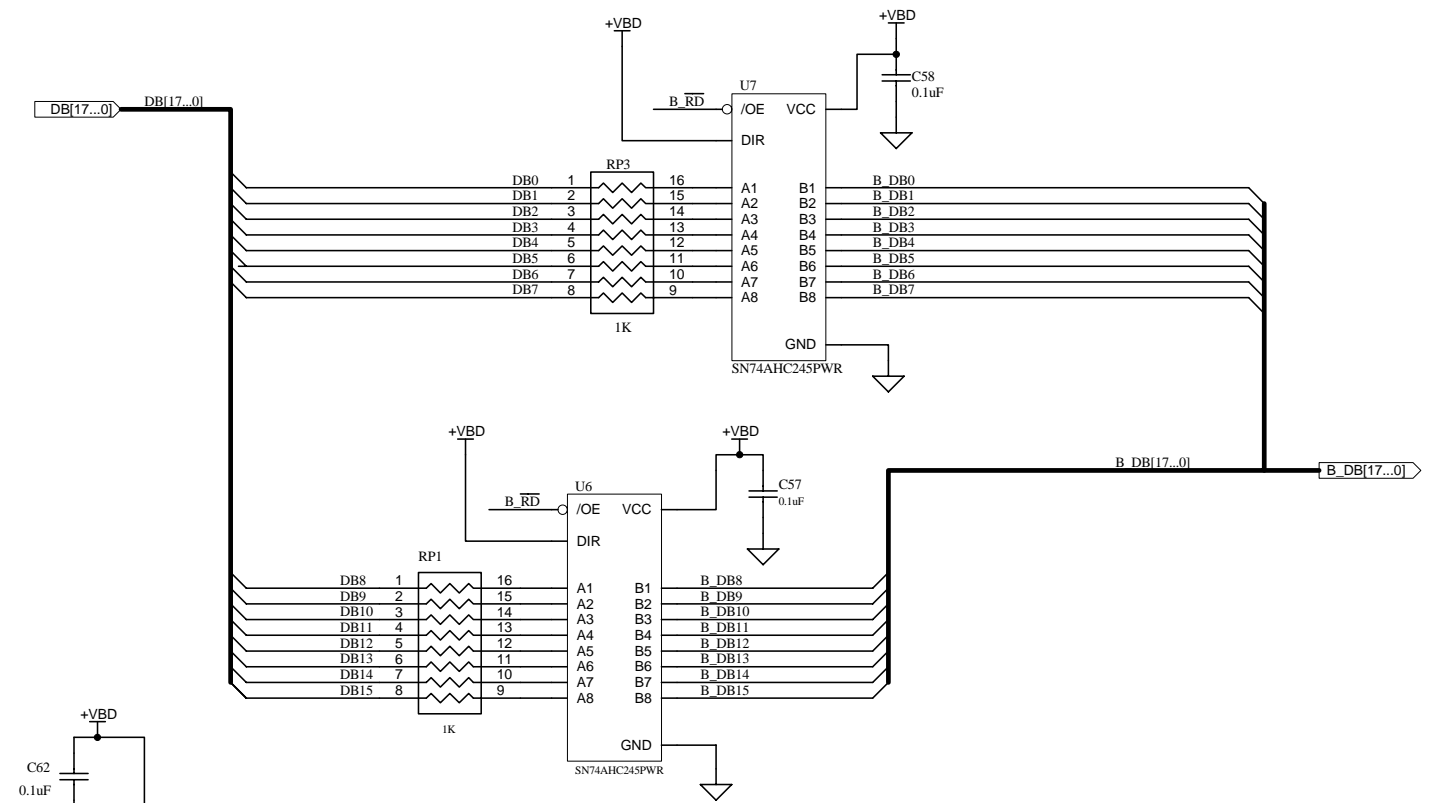 +VBD
+VBD
C58
0.1uF
U7
DB[17...0]
DB[17...0]
B_RD
/OE
VCC
DIR
RP3
DB0 1 16 A1 B1 B_DB0
DB1 2 15 A2 B2 B_DB1
DB2 3 14 A3 B3 B_DB2
DB3 4 13 A4 B4 B_DB3
DB4 5 12 A5 B5 B_DB4
DB5 6 11 A6 B6 B_DB5
DB6 7 10 A7 B7 B_DB6
DB7 8 9 A8 B8 B_DB7
1K
GND
SN74AHC245PWR
+VBD
+VBD
B_DB[17...0]
B_DB[17...0]
C57
0.1uF
U6
B_RD
/OE
VCC
DIR
RP1
DB8 1 16 A1 B1 B_DB8
DB9 2 15 A2 B2 B_DB9
DB10 3 14 A3 B3 B_DB10
DB11 4 13 A4 B4 B_DB11
DB12 5 12 A5 B5 B_DB12
DB13 6 11 A6 B6 B_DB13
DB14 7 10 A7 B7 B_DB14
DB15 8 9 A8 B8 B_DB15
1K
GND
SN74AHC245PWR
+VBD
C62
0.1uF